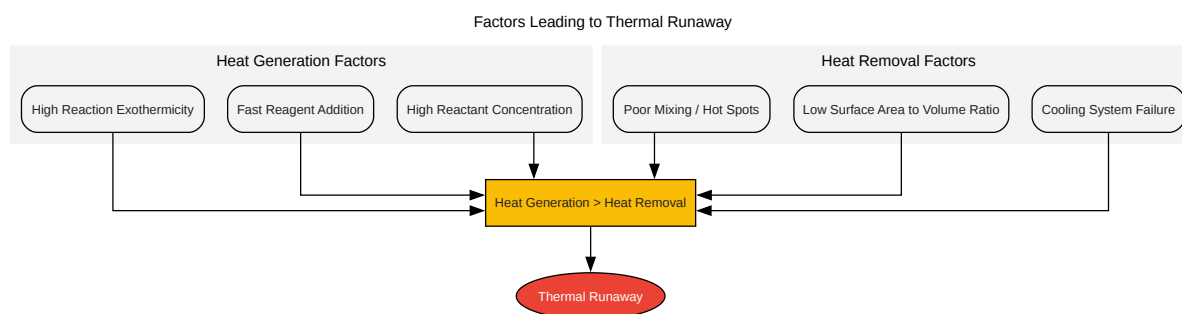 Factors Leading to Thermal Runaway
Heat Generation Factors
Heat Removal Factors
High Reaction Exothermicity
Fast Reagent Addition
High Reactant Concentration
Poor Mixing / Hot Spots
Low Surface Area to Volume Ratio
Cooling System Failure
Heat Generation > Heat Removal
Thermal Runaway